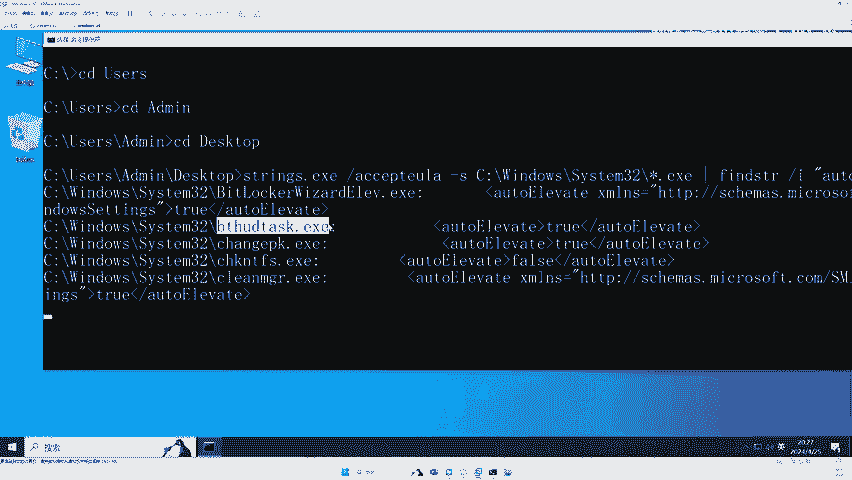 C:\>cd Users
C:\Users>cd Admin
C:\Users\Admin>cd Desktop
C:\Users\Admin\Desktop>strings.exe /accepteula -s C:\Windows\System32\*.exe | findstr /i "auto
C:\Windows\System32\BitLockerWizardElev.exe: <autoElevate xmlns="http://schemas.microsof
ndowsSettings">true</autoElevate>
C:\Windows\System32\bthudtask.exe: <autoElevate>true</autoElevate>
C:\Windows\System32\changepk.exe: <autoElevate>true</autoElevate>
C:\Windows\System32\chkntfs.exe: <autoElevate>false</autoElevate>
C:\Windows\System32\cleanmgr.exe: <autoElevate xmlns="http://schemas.microsoft.com/SMI
ings">true</autoElevate>
搜索
英
20:27
2024/4/25